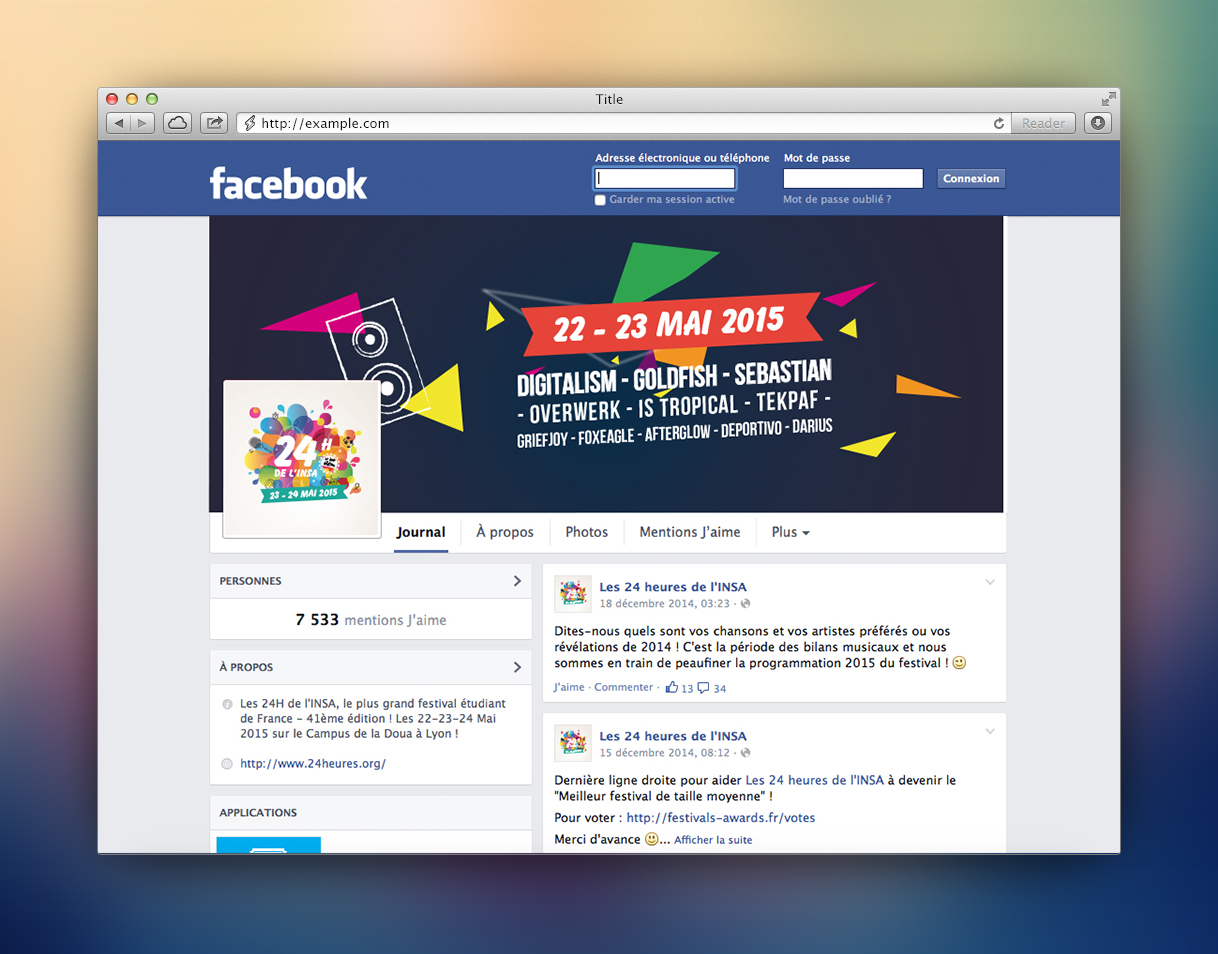 Title
http://example.com
Reader
facebook
Adresse électronique ou téléphone
Mot de passe
Connexion
Garder ma session active
Mot de passe oublié ?
22 - 23 MAI 2015
DIGITALISM - GOLDFISH - SEBASTIAN
- OVERWERK - IS TROPICAL - TEKPAF -
GRIEFJOY - FOXEAGLE - AFTERGLOW - DEPORTIVO - DARIUS
24H
DE L'INSA
23 - 24 MAI 2015
Journal
À propos
Photos
Mentions J’aime
Plus
PERSONNES
7 533 mentions J’aime
À PROPOS
Les 24H de l'INSA, le plus grand festival étudiant
de France - 41ème édition ! Les 22-23-24 Mai
2015 sur le Campus de la Doua à Lyon !
http://www.24heures.org/
APPLICATIONS
Les 24 heures de l'INSA
18 décembre 2014, 03:23 ·
Dites-nous quels sont vos chansons et vos artistes préférés ou vos
révélations de 2014 ! C'est la période des bilans musicaux et nous
sommes en train de peaufiner la programmation 2015 du festival !
J’aime · Commenter · 13 34
Les 24 heures de l'INSA
15 décembre 2014, 08:12 ·
Dernière ligne droite pour aider Les 24 heures de l'INSA à devenir le
"Meilleur festival de taille moyenne" !
Pour voter : http://festivals-awards.fr/votes
Merci d'avance ... Afficher la suite